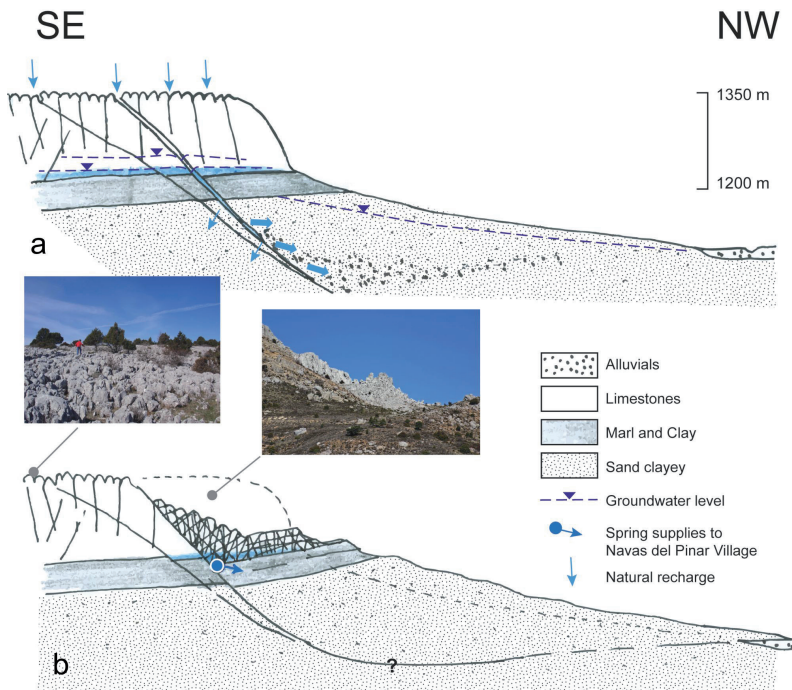 SE
NW
1350 m
1200 m
a
Alluvials
Limestones
Marl and Clay
Sand clayey
Groundwater level
Spring supplies to
Navas del Pinar Village
Natural recharge
b
?